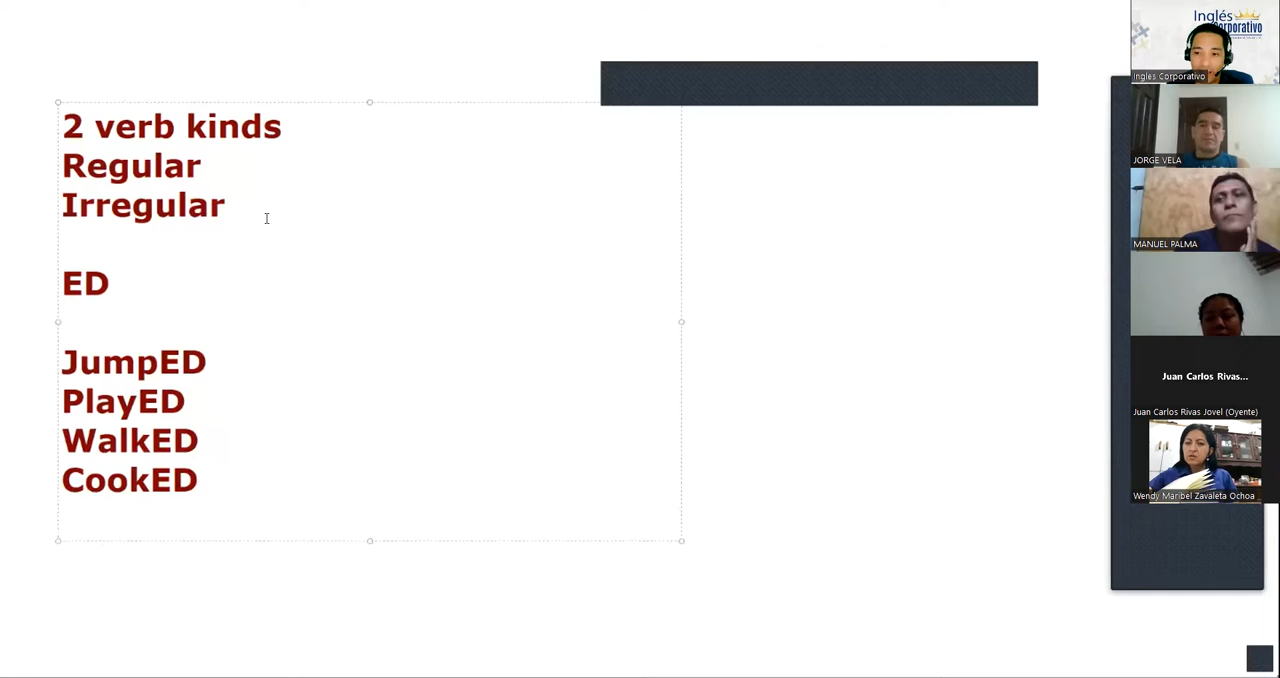 2 verb kinds
Regular
Irregular
ED
JumpED
PlayED
WalkED
CookED
Inglés
Corporativo
Ingles Corporativo
JORGE VELA
MANUEL PALMA
Juan Carlos Rivas...
Juan Carlos Rivas Jovel (Oyente)
Wendy Maribel Zavaleta Ochoa